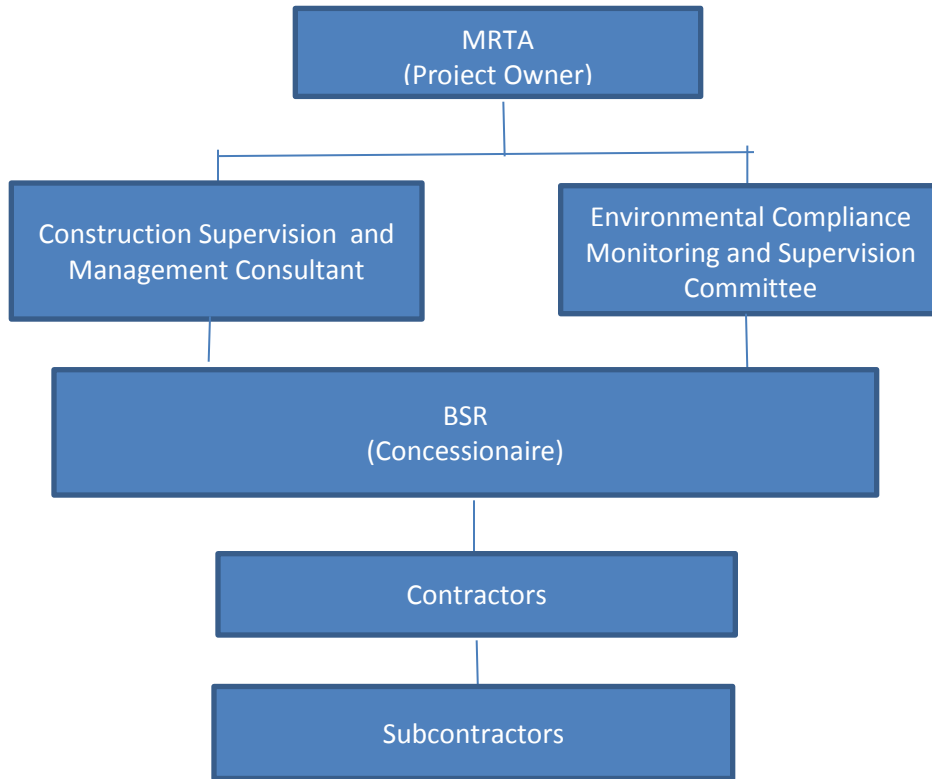 MRTA
(Project Owner)
Construction Supervision and
Management Consultant
Environmental Compliance
Monitoring and Supervision
Committee
BSR
(Concessionaire)
Contractors
Subcontractors